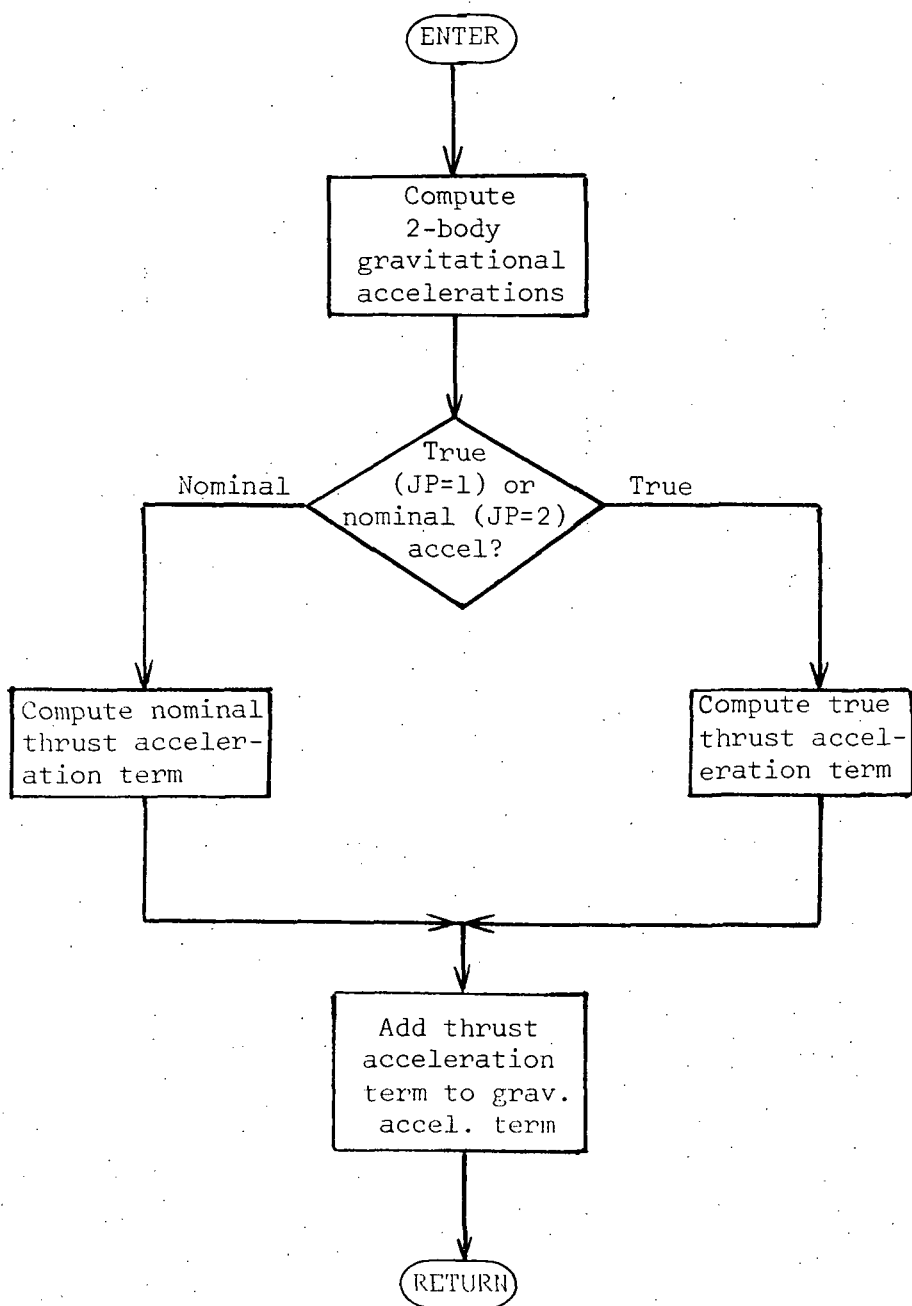 ENTER
Compute
2-body
gravitational
accelerations
True
(JP=1) or
nominal (JP=2)
accel?
Nominal
True
Compute nominal
thrust acceler-
ation term
Compute true
thrust accel-
eration term
Add thrust
acceleration
term to grav.
accel. term
RETURN